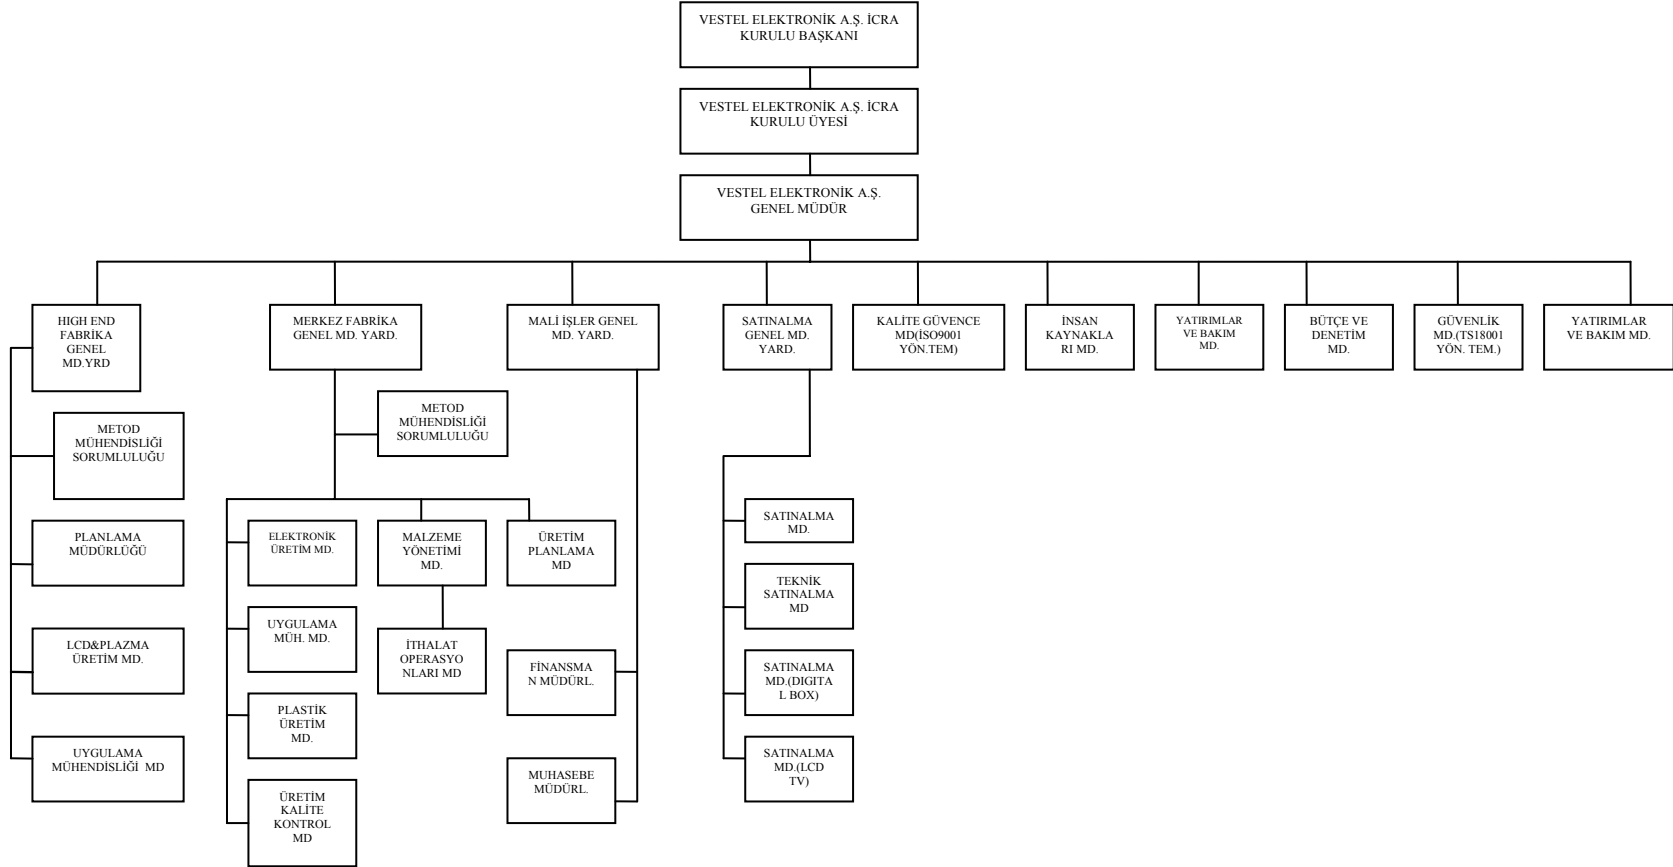 VESTEL ELEKTRONİK A.Ş. İCRA
KURULU BAŞKANI
VESTEL ELEKTRONİK A.Ş. İCRA
KURULU ÜYESİ
VESTEL ELEKTRONİK A.Ş.
GENEL MÜDÜR
HIGH END
FABRİKA
GENEL
MD.YRD
MERKEZ FABRİKA
GENEL MD. YARD.
MALİ İŞLER GENEL
MD. YARD.
SATINALMA
GENEL MD.
YARD.
KALİTE GÜVENCE
MD(İSO9001
YÖN.TEM)
İNSAN
KAYNAKLA
RI MD.
YATIRIMLAR
VE BAKIM
MD.
BÜTÇE VE
DENETİM
MD.
GÜVENLİK
MD.(TS18001
YÖN. TEM.)
YATIRIMLAR
VE BAKIM MD.
METOD
MÜHENDİSLİĞİ
SORUMLULUĞU
PLANLAMA
MÜDÜRLÜĞÜ
LCD&PLAZMA
ÜRETİM MD.
UYGULAMA
MÜHENDİSLİĞİ MD
METOD
MÜHENDİSLİĞİ
SORUMLULUĞU
ELEKTRONİK
ÜRETİM MD.
UYGULAMA
MÜH. MD.
PLASTİK
ÜRETİM
MD.
ÜRETİM
KALİTE
KONTROL
MD
MALZEME
YÖNETİMİ
MD.
İTHALAT
OPERASYO
NLARI MD
ÜRETİM
PLANLAMA
MD
FİNANSMA
N MÜDÜRL.
MUHASEBE
MÜDÜRL.
SATINALMA
MD.
TEKNİK
SATINALMA
MD
SATINALMA
MD.(DIGITA
L BOX)
SATINALMA
MD.(LCD
TV)